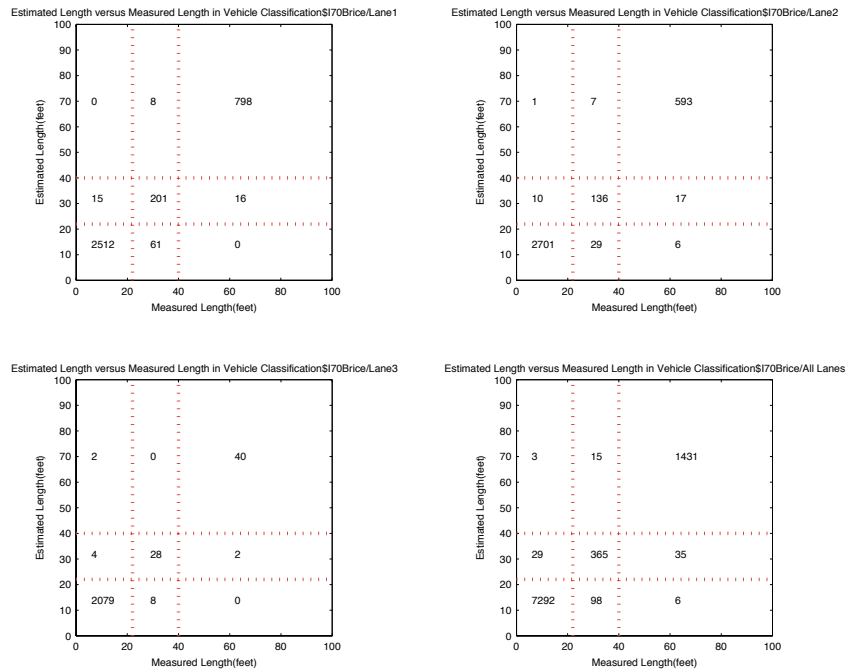 Estimated Length versus Measured Length in Vehicle Classification$I70Brice/Lane1
100
90
80
70
60
50
40
30
20
10
0
Estimated Length(feet)
0 8 798
15 201 16
2512 61 0
0 20 40 60 80 100
Measured Length(feet)
Estimated Length versus Measured Length in Vehicle Classification$I70Brice/Lane2
100
90
80
70
60
50
40
30
20
10
0
Estimated Length(feet)
1 7 593
10 136 17
2701 29 6
0 20 40 60 80 100
Measured Length(feet)
Estimated Length versus Measured Length in Vehicle Classification$I70Brice/Lane3
100
90
80
70
60
50
40
30
20
10
0
Estimated Length(feet)
2 0 40
4 28 2
2079 8 0
0 20 40 60 80 100
Measured Length(feet)
Estimated Length versus Measured Length in Vehicle Classification$I70Brice/All Lanes
100
90
80
70
60
50
40
30
20
10
0
Estimated Length(feet)
3 15 1431
29 365 35
7292 98 6
0 20 40 60 80 100
Measured Length(feet)